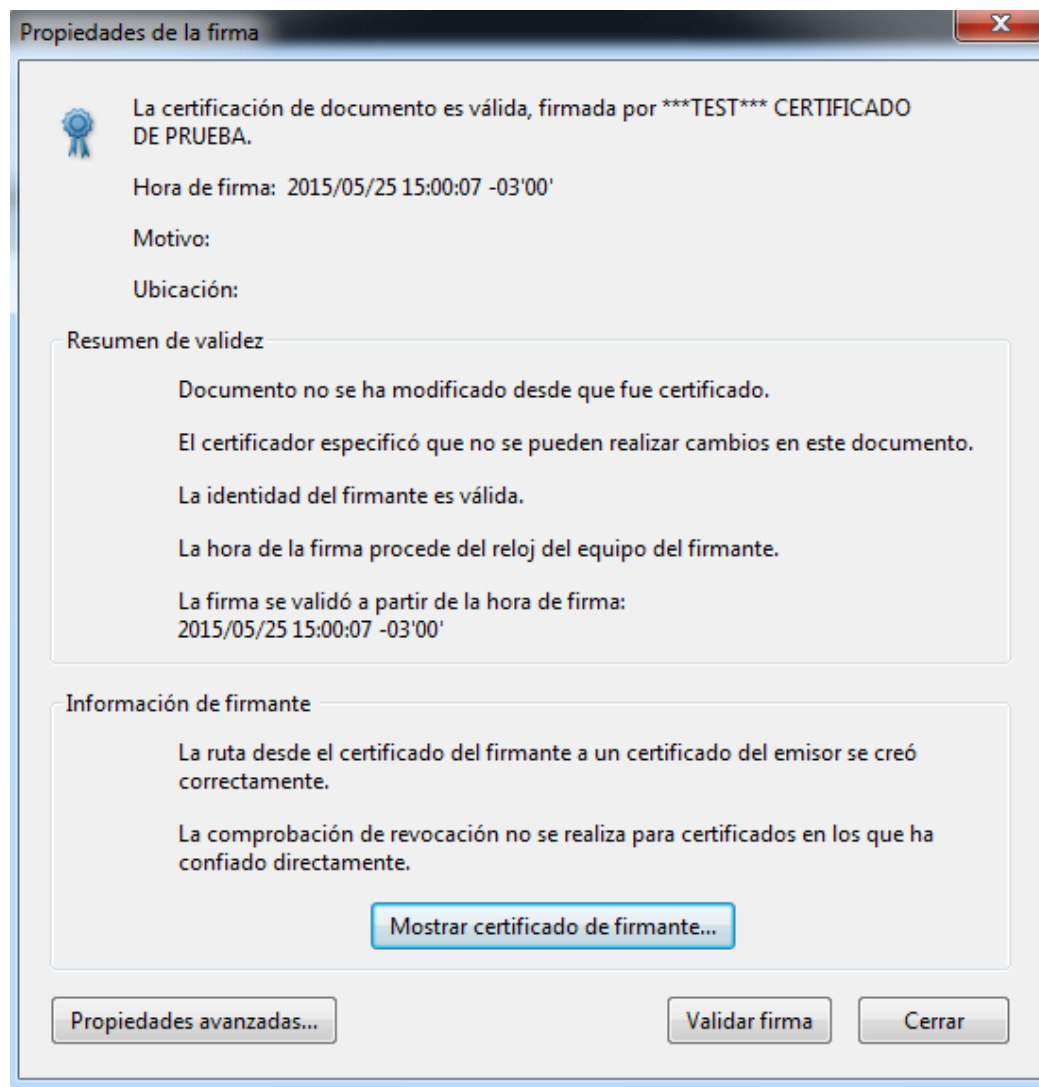 Propiedades de la firma
La certificación de documento es válida, firmada por ***TEST*** CERTIFICADO
DE PRUEBA.
Hora de firma: 2015/05/25 15:00:07 -03'00'
Motivo:
Ubicación:
Resumen de validez
Documento no se ha modificado desde que fue certificado.
El certificador especificó que no se pueden realizar cambios en este documento.
La identidad del firmante es válida.
La hora de la firma procede del reloj del equipo del firmante.
La firma se validó a partir de la hora de firma:
2015/05/25 15:00:07 -03'00'
Información de firmante
La ruta desde el certificado del firmante a un certificado del emisor se creó
correctamente.
La comprobación de revocación no se realiza para certificados en los que ha
confiado directamente.
Mostrar certificado de firmante...
Propiedades avanzadas...
Validar firma
Cerrar